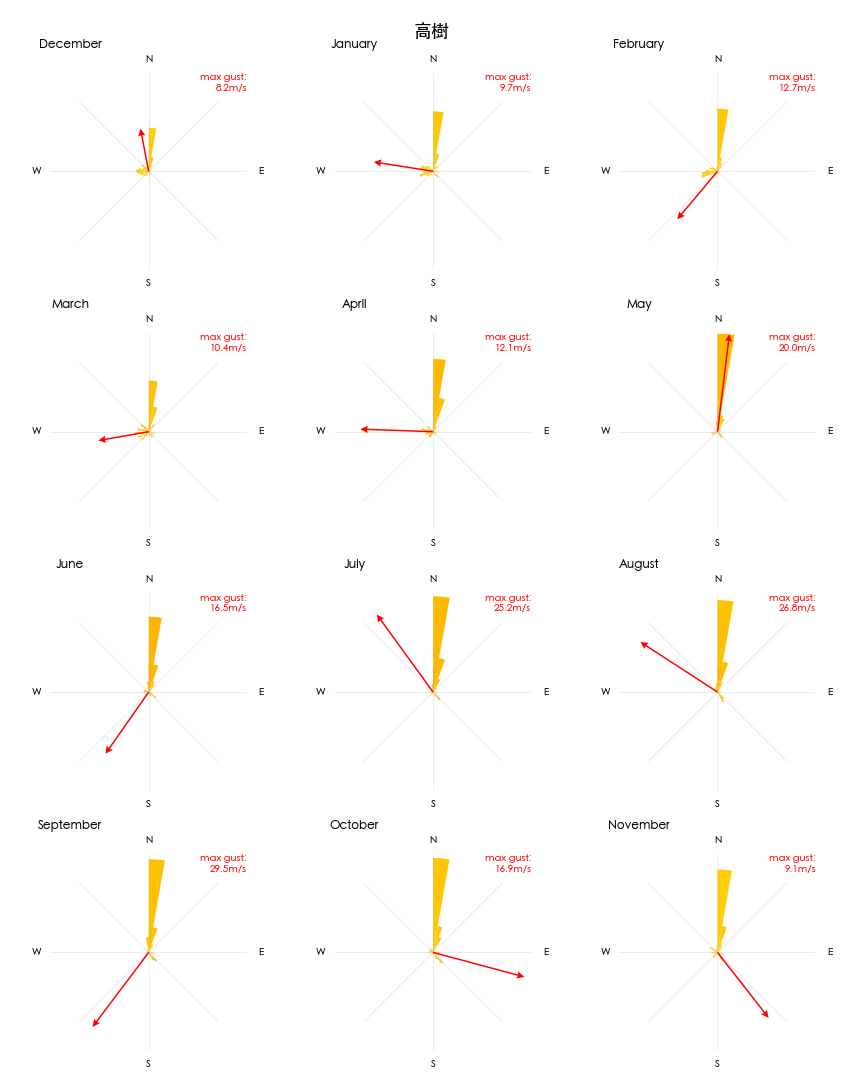 高樹
December
N
max gust:
8.2m/s
W
E
S
January
N
max gust:
9.7m/s
W
E
S
February
N
max gust:
12.7m/s
W
E
S
March
N
max gust:
10.4m/s
W
E
S
April
N
max gust:
12.1m/s
W
E
S
May
N
max gust:
20.0m/s
W
E
S
June
N
max gust:
16.5m/s
W
E
S
July
N
max gust:
25.2m/s
W
E
S
August
N
max gust:
26.8m/s
W
E
S
September
N
max gust:
29.5m/s
W
E
S
October
N
max gust:
16.9m/s
W
E
S
November
N
max gust:
9.1m/s
W
E
S